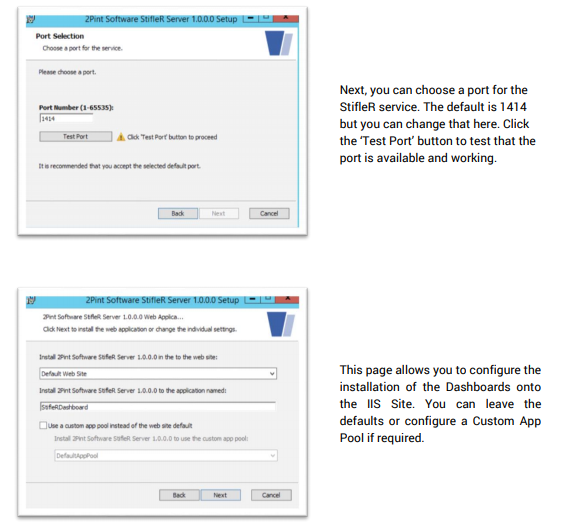 2Pint Software StifleR Server 1.0.0.0 Setup
Port Selection
Choose a port for the service.
Please choose a port.
Port Number (1-65535):
1414
Test Port
Click 'Test Port' button to proceed
It is recommended that you accept the selected default port.
Back
Next
Cancel
Next, you can choose a port for the
StifleR service. The default is 1414
but you can change that here. Click
the 'Test Port' button to test that the
port is available and working.
2Pint Software StifleR Server 1.0.0.0 Setup
2Pint Software StifleR Server 1.0.0.0 Web Applica...
Click Next to install the web application or change the individual settings.
Install 2Pint Software StifleR Server 1.0.0.0 in the to the web site:
Default Web Site
Install 2Pint Software StifleR Server 1.0.0.0 to the application named:
StifleRDashboard
Use a custom app pool instead of the web site default
Install 2Pint Software StifleR Server 1.0.0.0 to use the custom app pool:
DefaultAppPool
Back
Next
Cancel
This page allows you to configure the
installation of the Dashboards onto
the IIS Site. You can leave the
defaults or configure a Custom App
Pool if required.